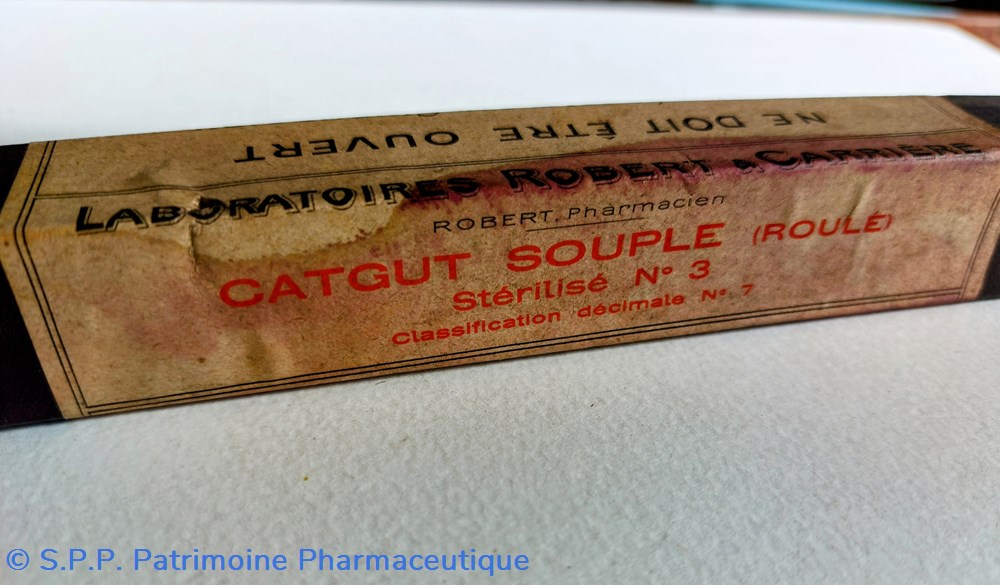 NE DOIT ÊTRE OUVERT
LABORATOIRES ROBERT & CARRIÈRE
ROBERT, Pharmacien
CATGUT SOUPLE (ROULÉ)
Stérilisé N° 3
Classification décimale N° 7
© S.P.P. Patrimoine Pharmaceutique